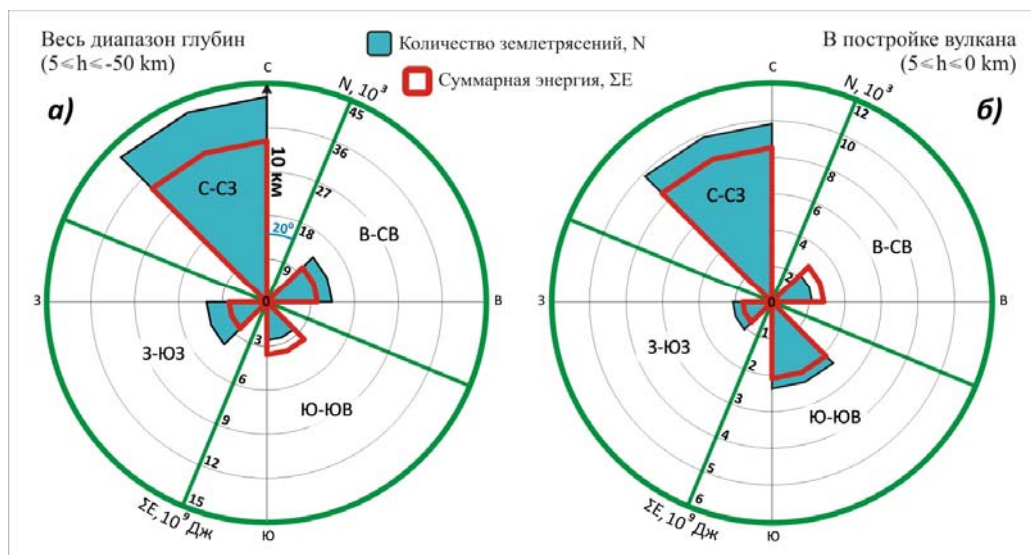 Весь диапазон глубин
(5⩽h⩽-50 km)
Количество землетрясений, N
Суммарная энергия, ΣE
В постройке вулкана
(5⩽h⩽0 km)
а)
С
N, 10³
45
36
27
18
9
0
10 км
20°
С-СЗ
В-СВ
З
В
З-ЮЗ
Ю-ЮВ
3
6
9
12
15
ΣE, 10⁹ Дж
Ю
б)
С
N, 10³
12
10
8
6
4
2
0
С-СЗ
В-СВ
З
В
З-ЮЗ
Ю-ЮВ
1
2
3
4
5
6
ΣE, 10⁹ Дж
Ю